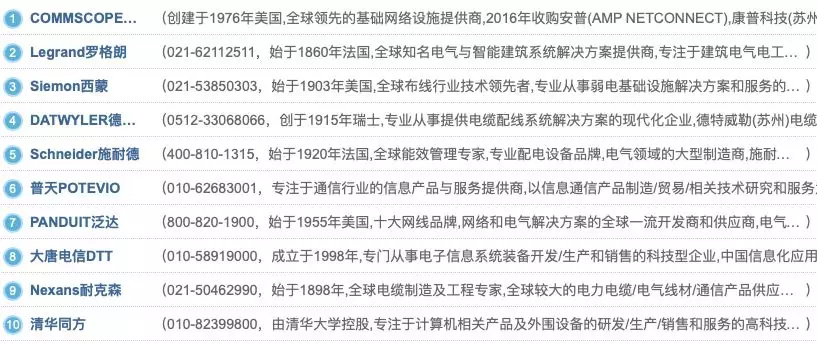 1 COMMSCOPE… (创建于1976年美国,全球领先的基础网络设施提供商,2016年收购安普(AMP NETCONNECT),康普科技(苏州
2 Legrand罗格朗 (021-62112511，始于1860年法国,全球知名电气与智能建筑系统解决方案提供商,专注于建筑电气电工… )
3 Siemon西蒙 (021-53850303，始于1903年美国,全球布线行业技术领先者,专业从事弱电基础设施解决方案和服务的… )
4 DATWYLER德… (0512-33068066，创于1915年瑞士,专业从事提供电缆配线系统解决方案的现代化企业,德特威勒(苏州)电缆
5 Schneider施耐德 (400-810-1315，始于1920年法国,全球能效管理专家,专业配电设备品牌,电气领域的大型制造商,施耐… )
6 普天POTEVIO (010-62683001，专注于通信行业的信息产品与服务提供商,以信息通信产品制造/贸易/相关技术研究和服务
7 PANDUIT泛达 (800-820-1900，始于1955年美国,十大网线品牌,网络和电气解决方案的全球一流开发商和供应商,电气… )
8 大唐电信DTT (010-58919000，成立于1998年,专门从事电子信息系统装备开发/生产和销售的科技型企业,中国信息化应用
9 Nexans耐克森 (021-50462990，始于1898年,全球电缆制造及工程专家,全球较大的电力电缆/电气线材/通信产品供应… )
10 清华同方 (010-82399800，由清华大学控股,专注于计算机相关产品及外围设备的研发/生产/销售和服务的高科技… )